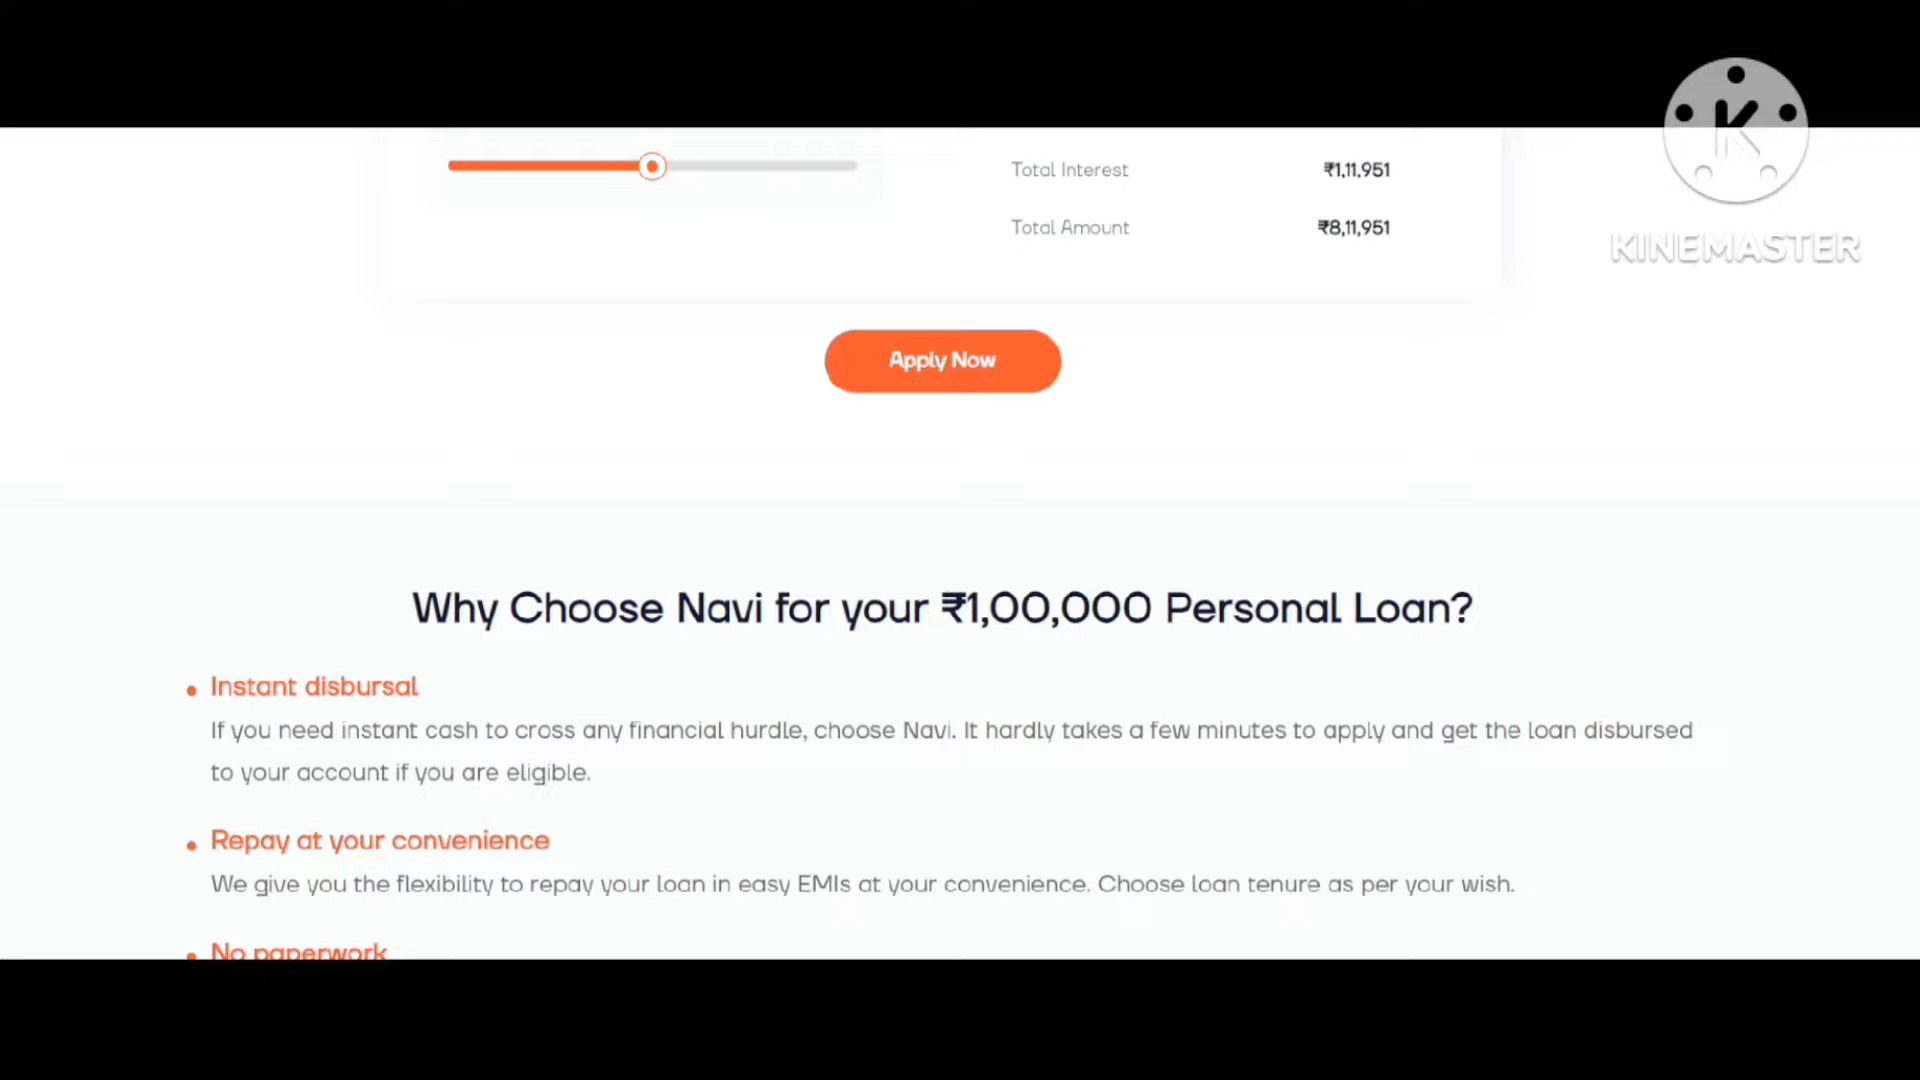 Total Interest ₹1,11,951
Total Amount ₹8,11,951
KINEMASTER
Apply Now
Why Choose Navi for your ₹1,00,000 Personal Loan?
Instant disbursal
If you need instant cash to cross any financial hurdle, choose Navi. It hardly takes a few minutes to apply and get the loan disbursed
to your account if you are eligible.
Repay at your convenience
We give you the flexibility to repay your loan in easy EMIs at your convenience. Choose loan tenure as per your wish.
No paperwork